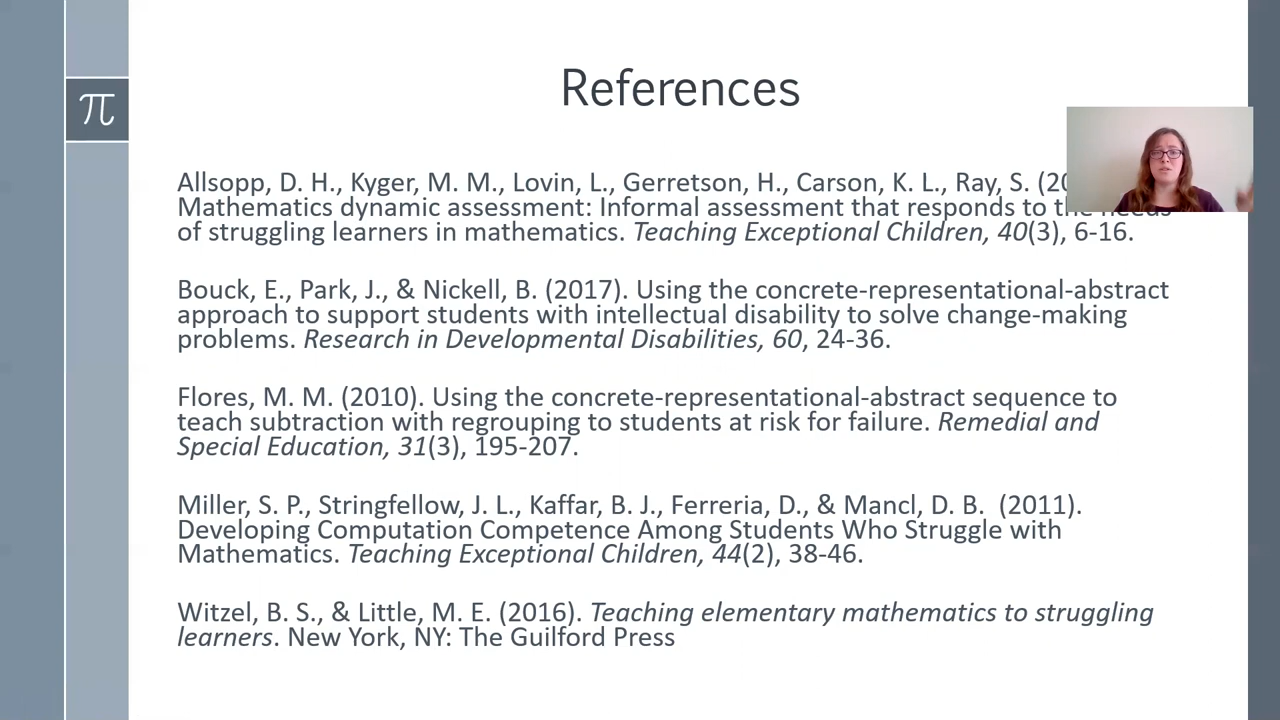 π
References
Allsopp, D. H., Kyger, M. M., Lovin, L., Gerretson, H., Carson, K. L., Ray, S.
Mathematics dynamic assessment: Informal assessment that responds to the needs
of struggling learners in mathematics. Teaching Exceptional Children, 40(3), 6-16.
Bouck, E., Park, J., & Nickell, B. (2017). Using the concrete-representational-abstract
approach to support students with intellectual disability to solve change-making
problems. Research in Developmental Disabilities, 60, 24-36.
Flores, M. M. (2010). Using the concrete-representational-abstract sequence to
teach subtraction with regrouping to students at risk for failure. Remedial and
Special Education, 31(3), 195-207.
Miller, S. P., Stringfellow, J. L., Kaffar, B. J., Ferreria, D., & Mancl, D. B. (2011).
Developing Computation Competence Among Students Who Struggle with
Mathematics. Teaching Exceptional Children, 44(2), 38-46.
Witzel, B. S., & Little, M. E. (2016). Teaching elementary mathematics to struggling
learners. New York, NY: The Guilford Press